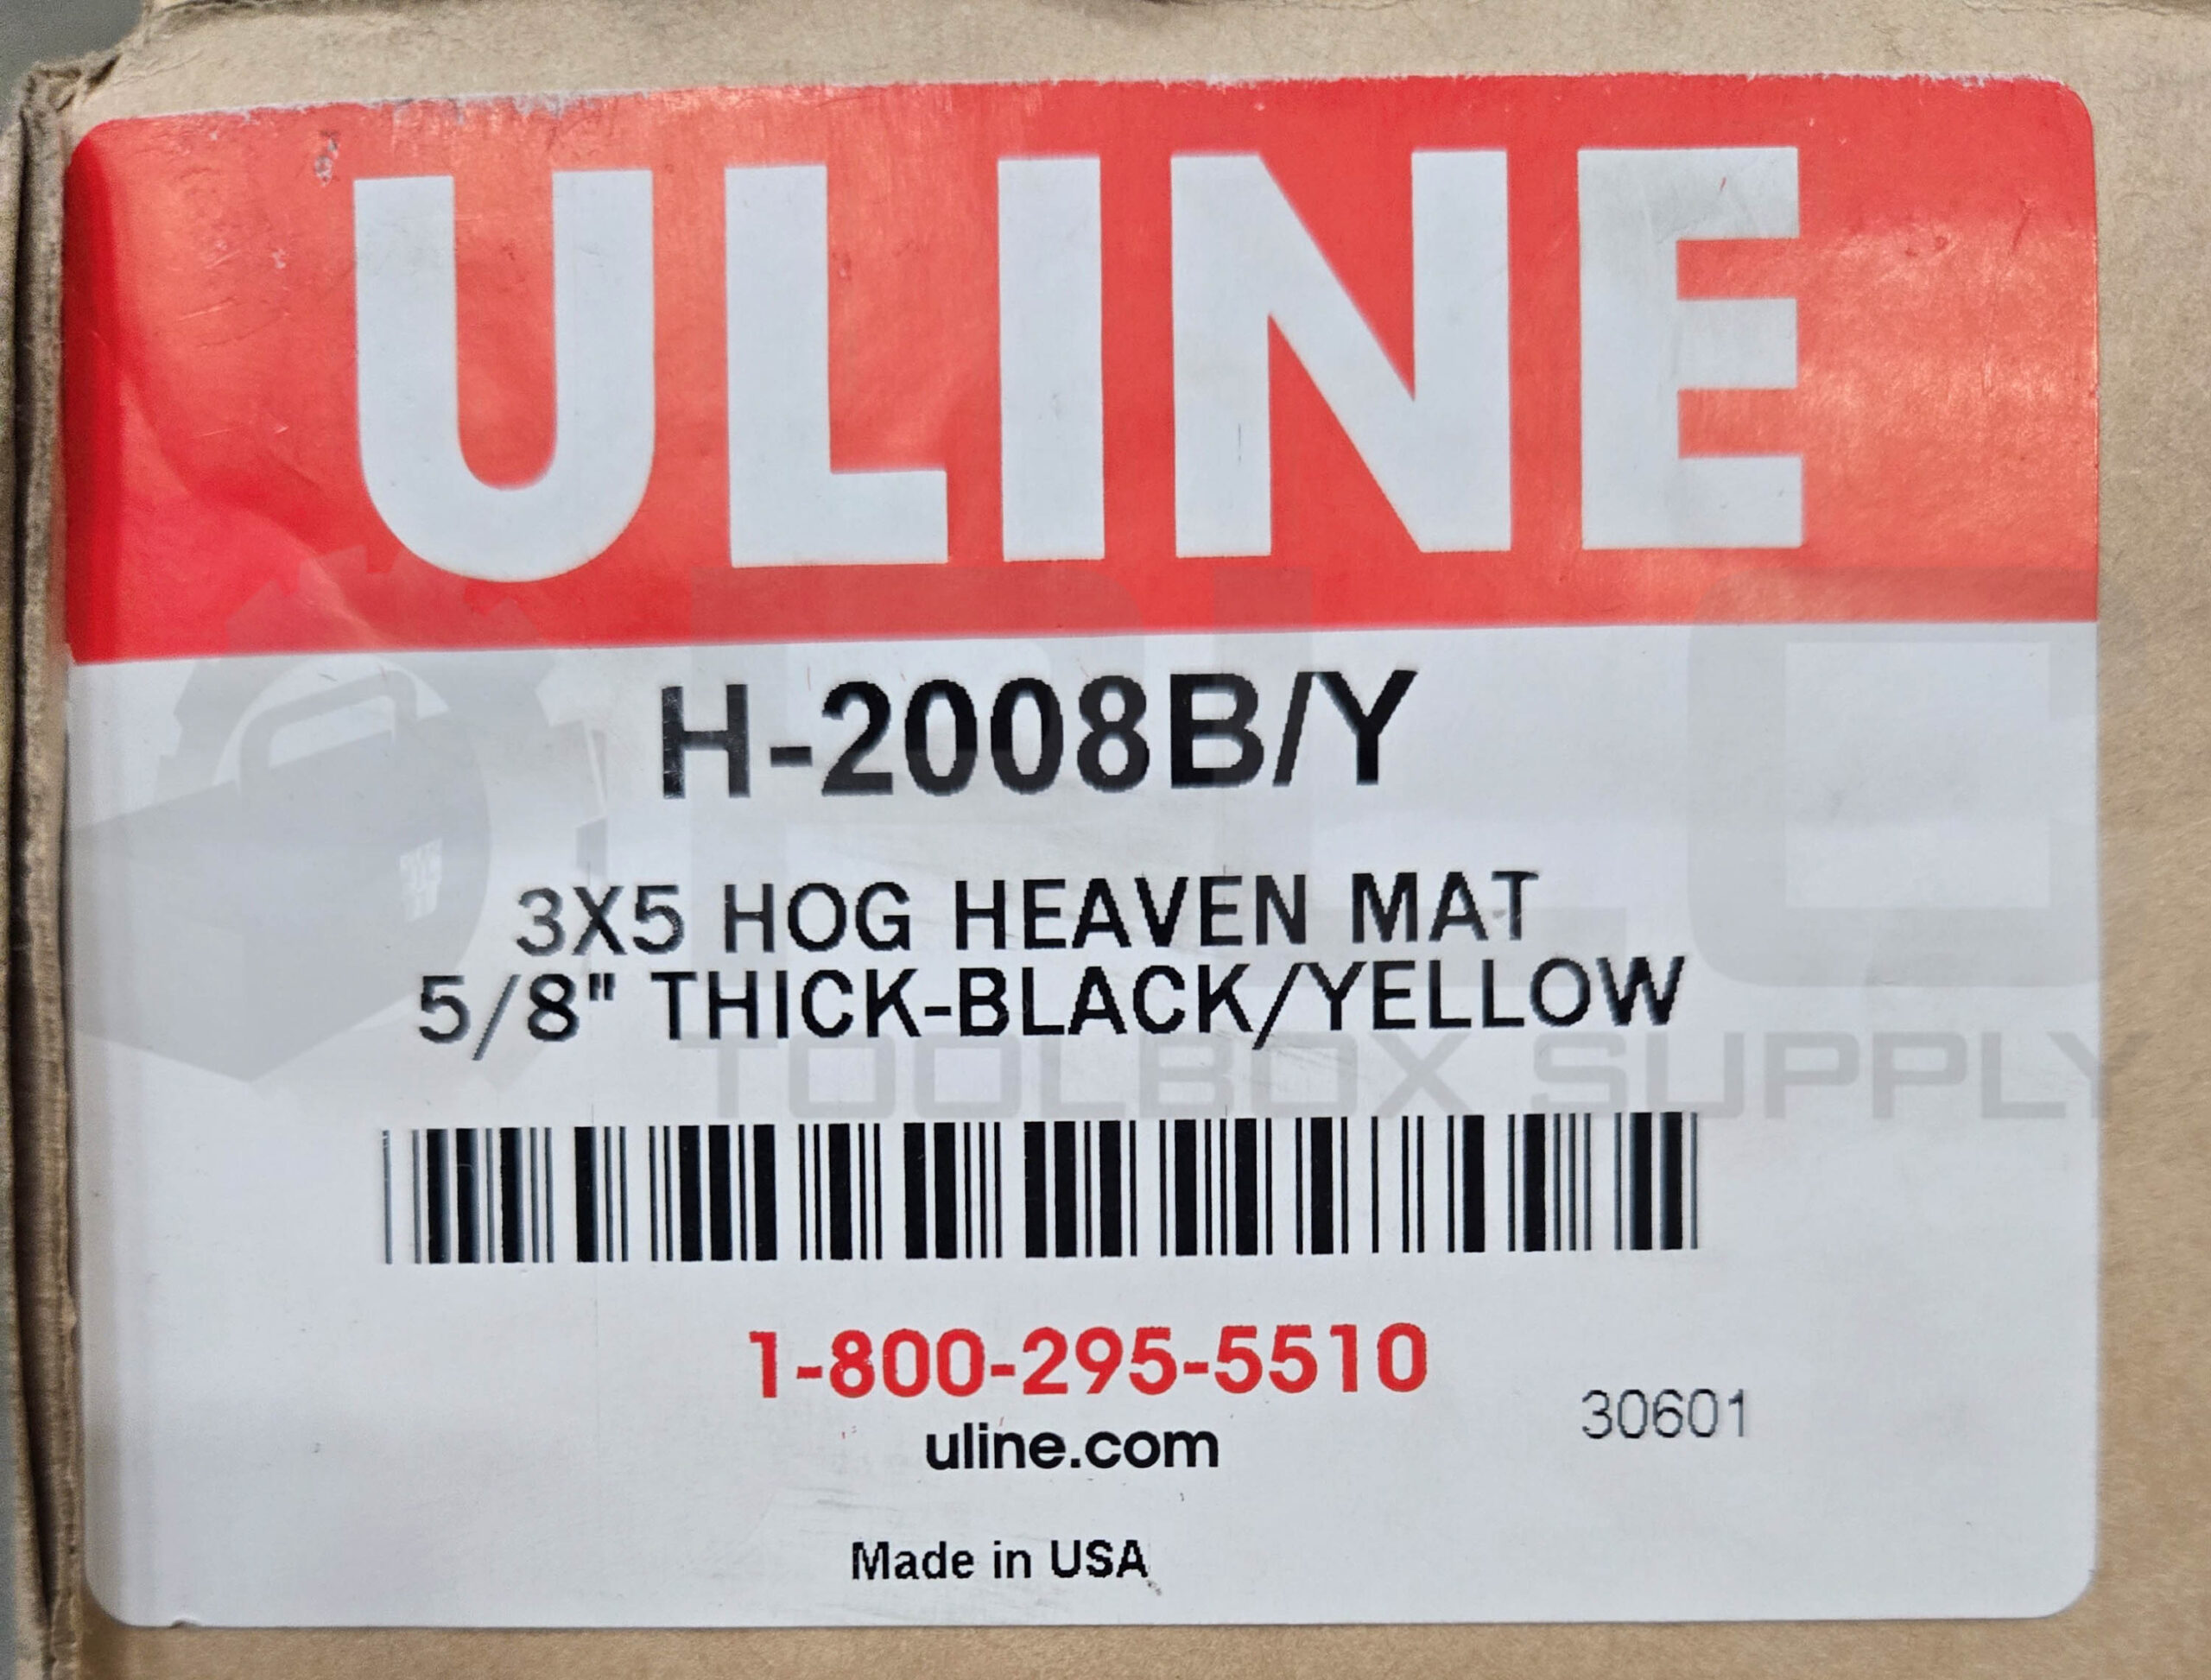 ULINE
H-2008B/Y
3X5 HOG HEAVEN MAT
5/8" THICK-BLACK/YELLOW
PLC
TOOLBOX SUPPLY
1-800-295-5510
30601
uline.com
Made in USA